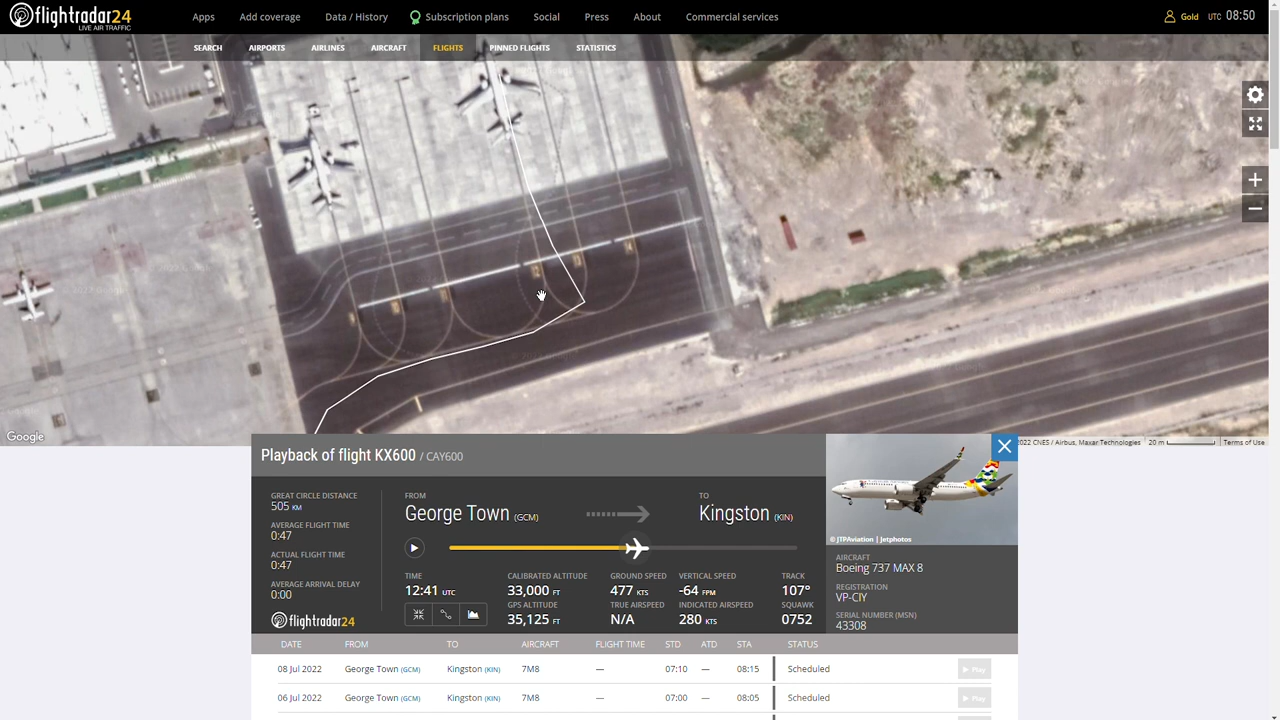 flightradar24
LIVE AIR TRAFFIC
Apps Add coverage Data / History Subscription plans Social Press About Commercial services
Gold UTC 08:50
SEARCH AIRPORTS AIRLINES AIRCRAFT FLIGHTS PINNED FLIGHTS STATISTICS
Google
2022 CNES / Airbus, Maxar Technologies 20 m Terms of Use
Playback of flight KX600 / CAY600
GREAT CIRCLE DISTANCE
505 KM
AVERAGE FLIGHT TIME
0:47
ACTUAL FLIGHT TIME
0:47
AVERAGE ARRIVAL DELAY
0:00
flightradar24
FROM
George Town (GCM)
TO
Kingston (KIN)
TIME
12:41 UTC
CALIBRATED ALTITUDE
33,000 FT
GPS ALTITUDE
35,125 FT
GROUND SPEED
477 KTS
TRUE AIRSPEED
N/A
VERTICAL SPEED
-64 FPM
INDICATED AIRSPEED
280 KTS
TRACK
107°
SQUAWK
0752
© JTPAviation | Jetphotos
AIRCRAFT
Boeing 737 MAX 8
REGISTRATION
VP-CIY
SERIAL NUMBER (MSN)
43308
DATE FROM TO AIRCRAFT FLIGHT TIME STD ATD STA STATUS
08 Jul 2022 George Town (GCM) Kingston (KIN) 7M8 — 07:10 — 08:15 Scheduled Play
06 Jul 2022 George Town (GCM) Kingston (KIN) 7M8 — 07:00 — 08:05 Scheduled Play